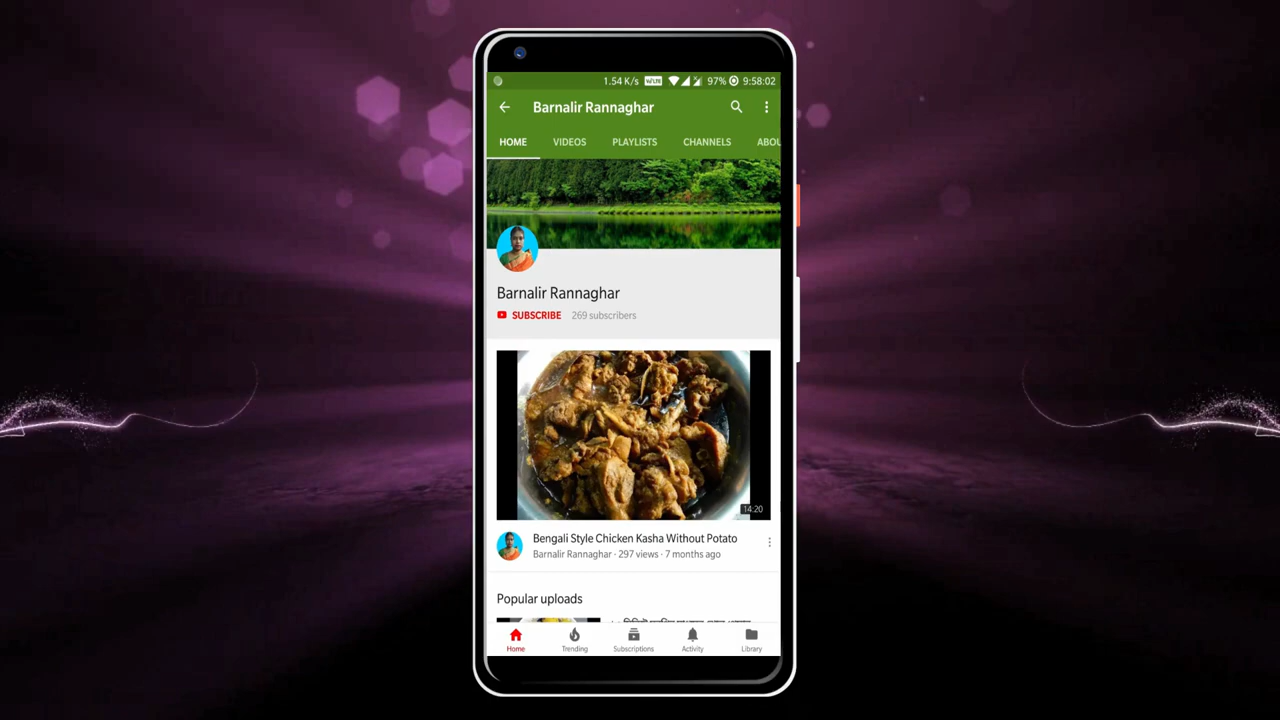 1.54 K/s VoLTE 97% 9:58:02
Barnalir Rannaghar
HOME VIDEOS PLAYLISTS CHANNELS ABOU
Barnalir Rannaghar
SUBSCRIBE 269 subscribers
14:20
Bengali Style Chicken Kasha Without Potato
Barnalir Rannaghar · 297 views · 7 months ago
Popular uploads
Home Trending Subscriptions Activity Library